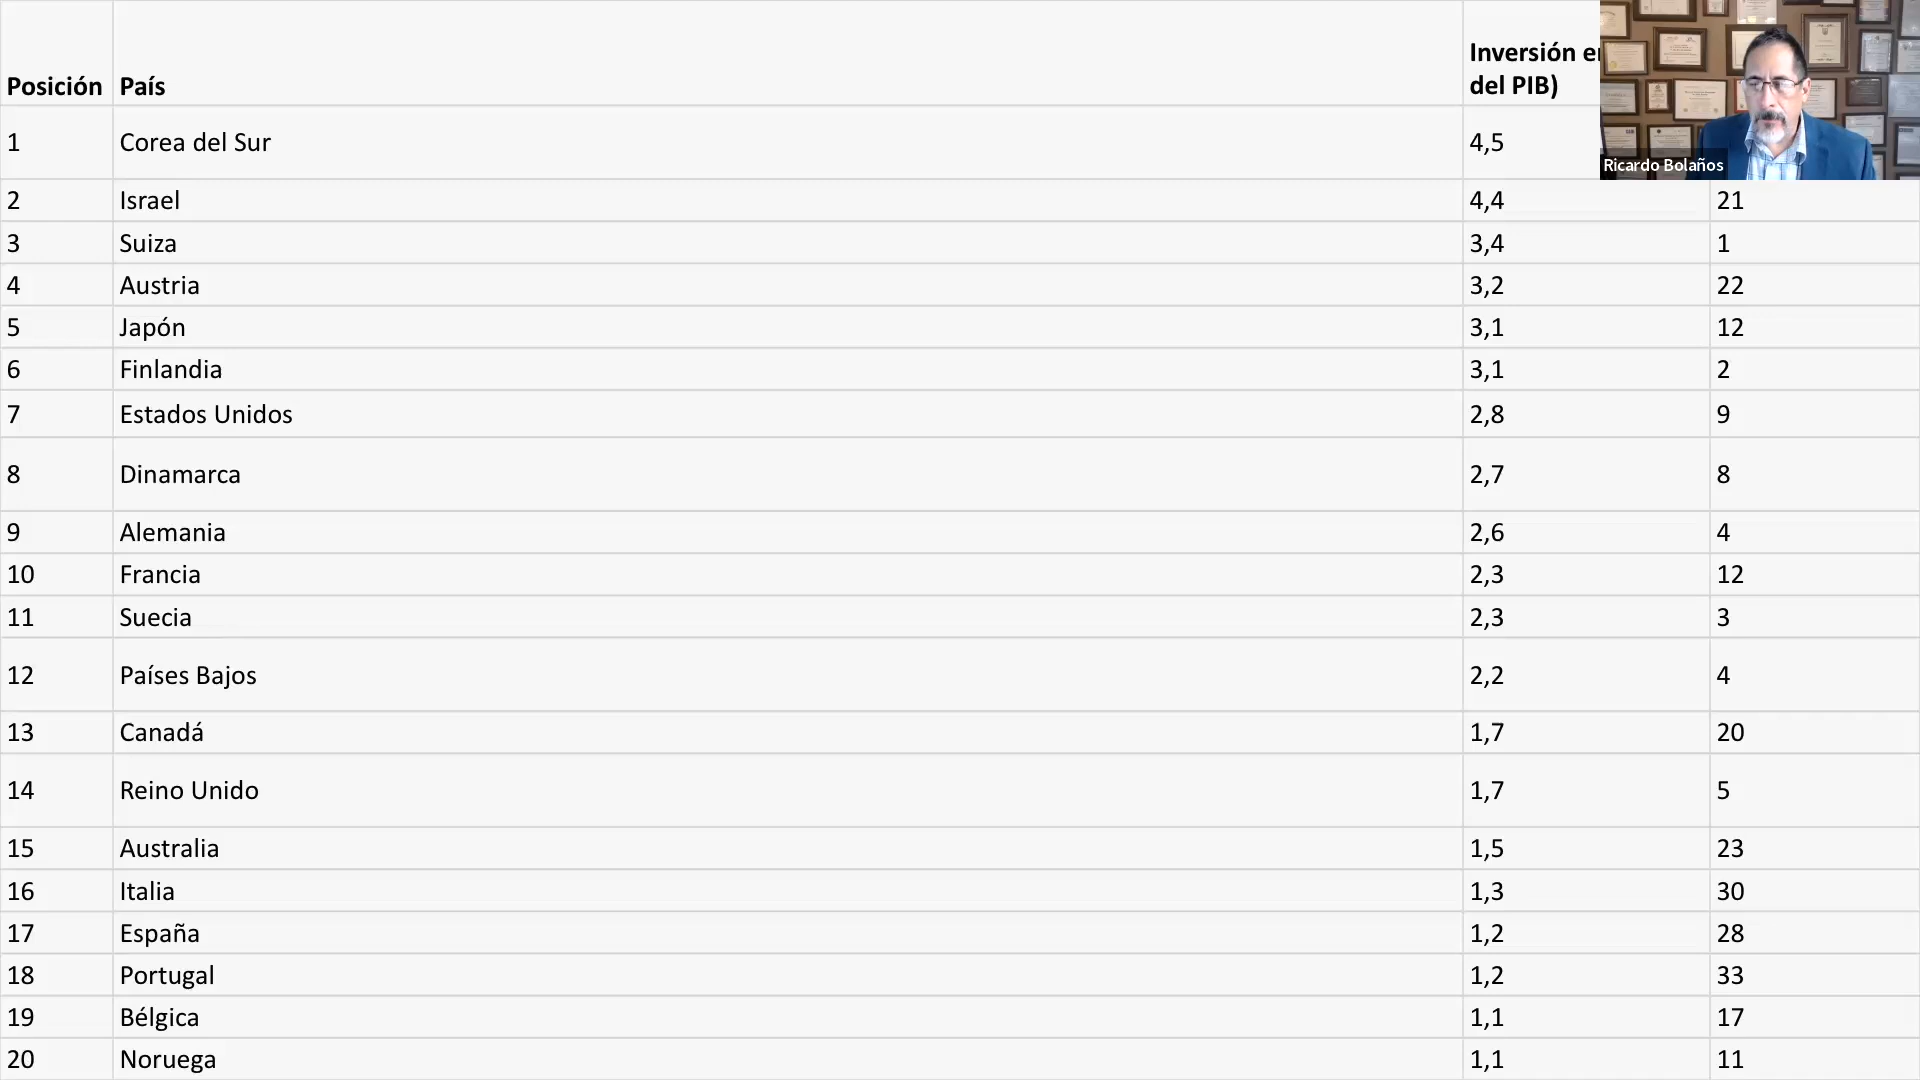 Posición País Inversión
del PIB)
1 Corea del Sur 4,5
2 Israel 4,4 21
3 Suiza 3,4 1
4 Austria 3,2 22
5 Japón 3,1 12
6 Finlandia 3,1 2
7 Estados Unidos 2,8 9
8 Dinamarca 2,7 8
9 Alemania 2,6 4
10 Francia 2,3 12
11 Suecia 2,3 3
12 Países Bajos 2,2 4
13 Canadá 1,7 20
14 Reino Unido 1,7 5
15 Australia 1,5 23
16 Italia 1,3 30
17 España 1,2 28
18 Portugal 1,2 33
19 Bélgica 1,1 17
20 Noruega 1,1 11
Ricardo Bolaños